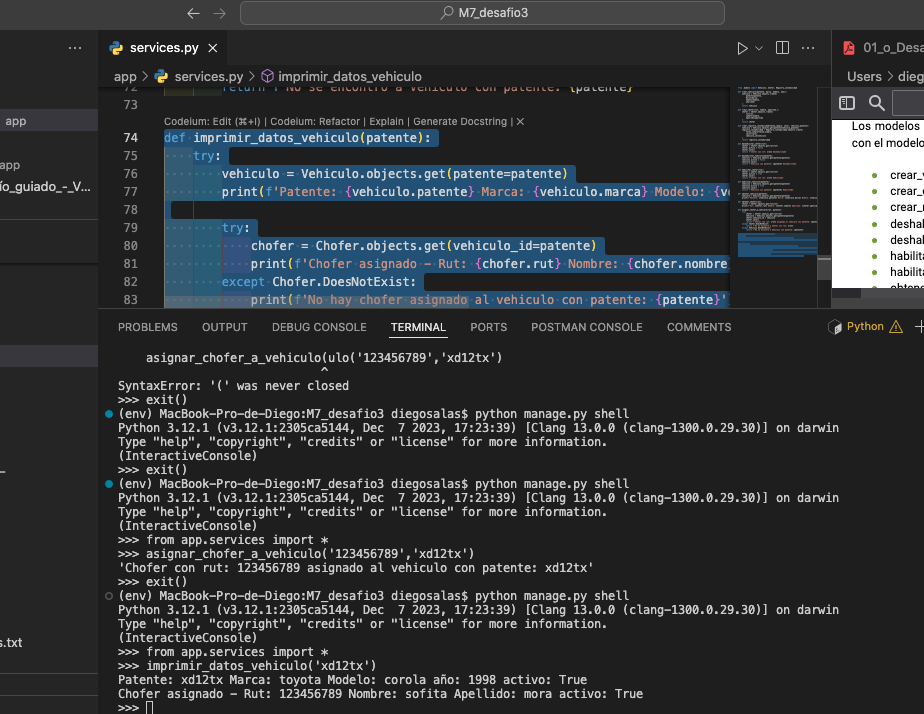 M7_desafio3
services.py
01_o_Desa
app > services.py > imprimir_datos_vehiculo
Users > dieg
app
app
ío_guiado_-_V...
s.txt
72 return f'No se encontró a vehiculo con patente: {patente}
73
Codeium: Edit (⌘+I) | Codeium: Refactor | Explain | Generate Docstring | ×
74 def imprimir_datos_vehiculo(patente):
75 try:
76 vehiculo = Vehiculo.objects.get(patente=patente)
77 print(f'Patente: {vehiculo.patente} Marca: {vehiculo.marca} Modelo: {ve
78
79 try:
80 chofer = Chofer.objects.get(vehiculo_id=patente)
81 print(f'Chofer asignado - Rut: {chofer.rut} Nombre: {chofer.nombre
82 except Chofer.DoesNotExist:
83 print(f'No hay chofer asignado al vehiculo con patente: {patente}'
Los modelos
con el modelo
crear_v
crear_
crear_
deshal
deshal
habilita
habilita
PROBLEMS OUTPUT DEBUG CONSOLE TERMINAL PORTS POSTMAN CONSOLE COMMENTS
Python
asignar_chofer_a_vehiculo(ulo('123456789','xd12tx')
^
SyntaxError: '(' was never closed
>>> exit()
(env) MacBook-Pro-de-Diego:M7_desafio3 diegosalas$ python manage.py shell
Python 3.12.1 (v3.12.1:2305ca5144, Dec  7 2023, 17:23:39) [Clang 13.0.0 (clang-1300.0.29.30)] on darwin
Type "help", "copyright", "credits" or "license" for more information.
(InteractiveConsole)
>>> exit()
(env) MacBook-Pro-de-Diego:M7_desafio3 diegosalas$ python manage.py shell
Python 3.12.1 (v3.12.1:2305ca5144, Dec  7 2023, 17:23:39) [Clang 13.0.0 (clang-1300.0.29.30)] on darwin
Type "help", "copyright", "credits" or "license" for more information.
(InteractiveConsole)
>>> from app.services import *
>>> asignar_chofer_a_vehiculo('123456789','xd12tx')
'Chofer con rut: 123456789 asignado al vehiculo con patente: xd12tx'
>>> exit()
(env) MacBook-Pro-de-Diego:M7_desafio3 diegosalas$ python manage.py shell
Python 3.12.1 (v3.12.1:2305ca5144, Dec  7 2023, 17:23:39) [Clang 13.0.0 (clang-1300.0.29.30)] on darwin
Type "help", "copyright", "credits" or "license" for more information.
(InteractiveConsole)
>>> from app.services import *
>>> imprimir_datos_vehiculo('xd12tx')
Patente: xd12tx Marca: toyota Modelo: corola año: 1998 activo: True
Chofer asignado - Rut: 123456789 Nombre: sofita Apellido: mora activo: True
>>>